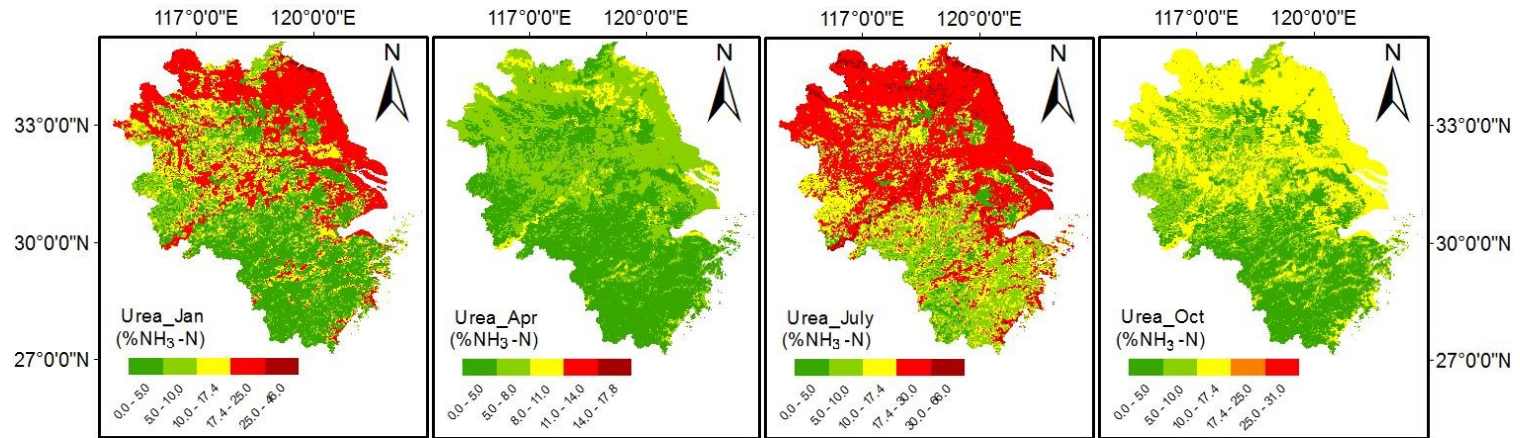 117°0'0"E 120°0'0"E 117°0'0"E 120°0'0"E 117°0'0"E 120°0'0"E 117°0'0"E 120°0'0"E
N N N N
33°0'0"N 33°0'0"N
30°0'0"N 30°0'0"N
27°0'0"N 27°0'0"N
Urea_Jan
(%NH₃-N)
0.0 - 5.0
5.0 - 10.0
10.0 - 17.4
17.4 - 25.0
25.0 - 46.0
Urea_Apr
(%NH₃-N)
0.0 - 5.0
5.0 - 8.0
8.0 - 11.0
11.0 - 14.0
14.0 - 17.8
Urea_July
(%NH₃-N)
0.0 - 5.0
5.0 - 10.0
10.0 - 17.4
17.4 - 30.0
30.0 - 66.0
Urea_Oct
(%NH₃-N)
0.0 - 5.0
5.0 - 10.0
10.0 - 17.4
17.4 - 25.0
25.0 - 31.0